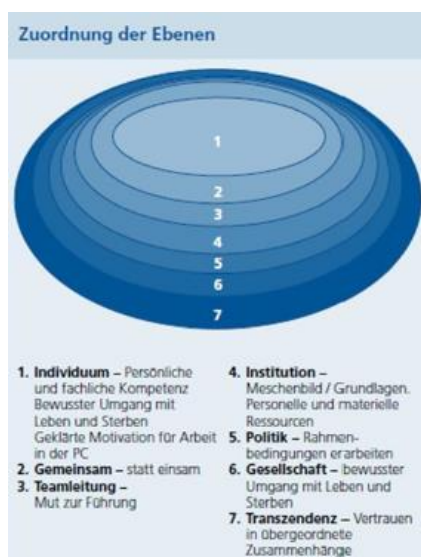 Zuordnung der Ebenen
1
2
3
4
5
6
7
1. Individuum – Persönliche
und fachliche Kompetenz
Bewusster Umgang mit
Leben und Sterben
Geklärte Motivation für Arbeit
in der PC
2. Gemeinsam – statt einsam
3. Teamleitung –
Mut zur Führung
4. Institution –
Meschenbild / Grundlagen.
Personelle und materielle
Ressourcen
5. Politik – Rahmen-
bedingungen erarbeiten
6. Gesellschaft – bewusster
Umgang mit Leben und
Sterben
7. Transzendenz – Vertrauen
in übergeordnete
Zusammenhänge